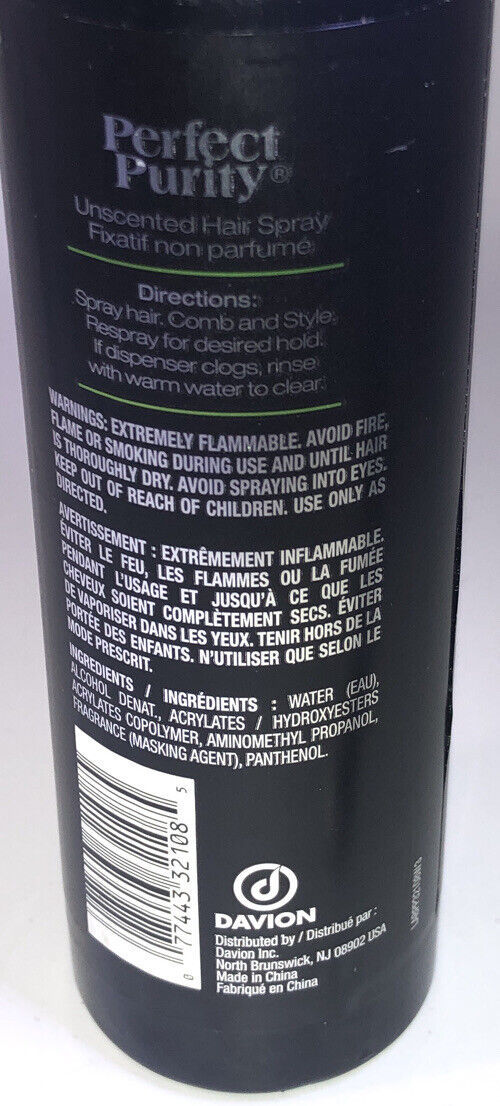 Perfect
Purity®
Unscented Hair Spray
Fixatif non parfumé
Directions:
Spray hair. Comb and Style.
Respray for desired hold.
If dispenser clogs, rinse
with warm water to clear.
WARNINGS: EXTREMELY FLAMMABLE. AVOID FIRE,
FLAME OR SMOKING DURING USE AND UNTIL HAIR
IS THOROUGHLY DRY. AVOID SPRAYING INTO EYES.
KEEP OUT OF REACH OF CHILDREN. USE ONLY AS
DIRECTED.
AVERTISSEMENT : EXTRÊMEMENT INFLAMMABLE.
ÉVITER LE FEU, LES FLAMMES OU LA FUMÉE
PENDANT L'USAGE ET JUSQU'À CE QUE LES
CHEVEUX SOIENT COMPLÈTEMENT SECS. ÉVITER
DE VAPORISER DANS LES YEUX. TENIR HORS DE LA
PORTÉE DES ENFANTS. N'UTILISER QUE SELON LE
MODE PRESCRIT.
INGREDIENTS / INGRÉDIENTS : WATER (EAU),
ALCOHOL DENAT., ACRYLATES / HYDROXYESTERS
ACRYLATES COPOLYMER, AMINOMETHYL PROPANOL,
FRAGRANCE (MASKING AGENT), PANTHENOL.
0 77443 32108 5
DAVION
Distributed by / Distribué par :
Davion Inc.
North Brunswick, NJ 08902 USA
Made in China
Fabriqué en China